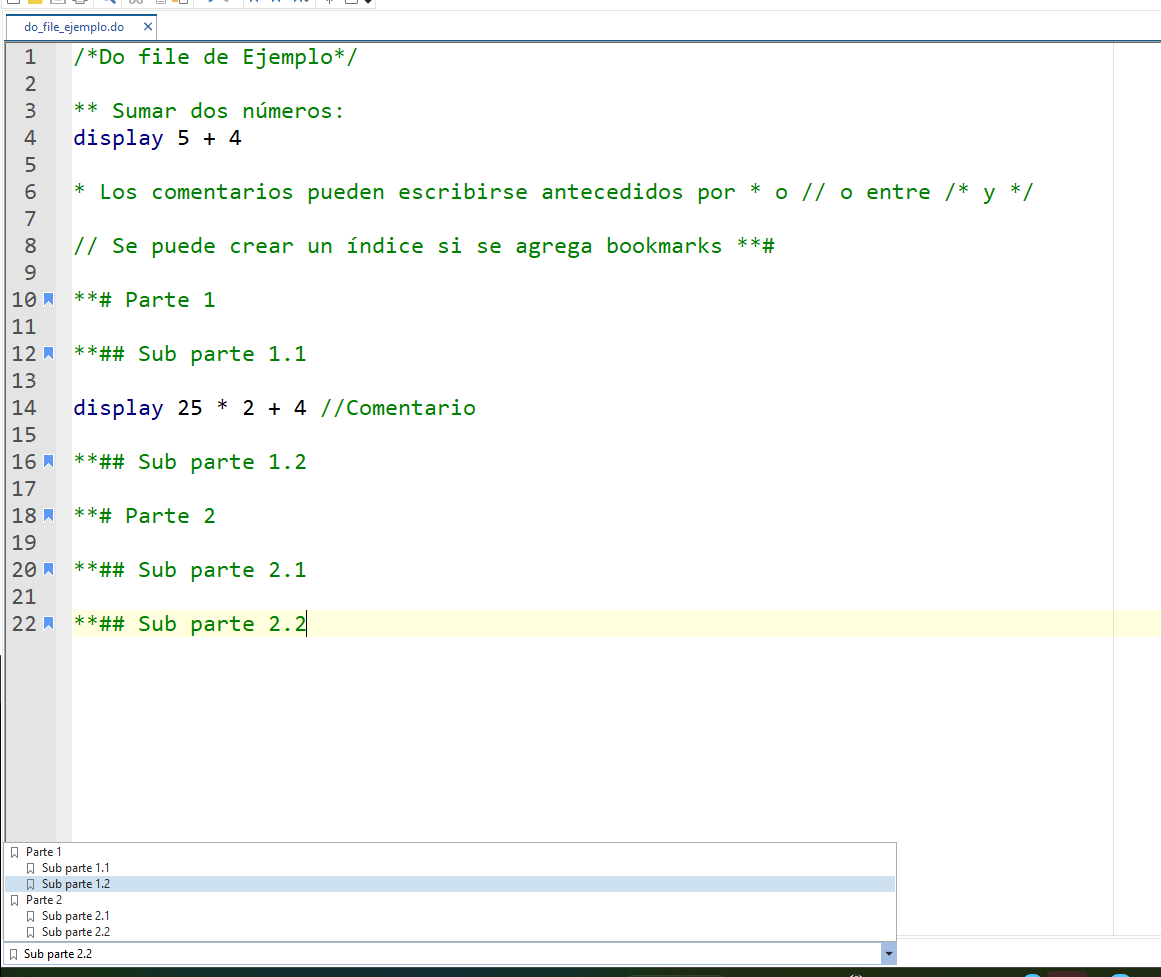 do_file_ejemplo.do
1 /*Do file de Ejemplo*/
2
3 ** Sumar dos números:
4 display 5 + 4
5
6 * Los comentarios pueden escribirse antecedidos por * o // o entre /* y */
7
8 // Se puede crear un índice si se agrega bookmarks **#
9
10 **# Parte 1
11
12 **## Sub parte 1.1
13
14 display 25 * 2 + 4 //Comentario
15
16 **## Sub parte 1.2
17
18 **# Parte 2
19
20 **## Sub parte 2.1
21
22 **## Sub parte 2.2
Parte 1
Sub parte 1.1
Sub parte 1.2
Parte 2
Sub parte 2.1
Sub parte 2.2
Sub parte 2.2